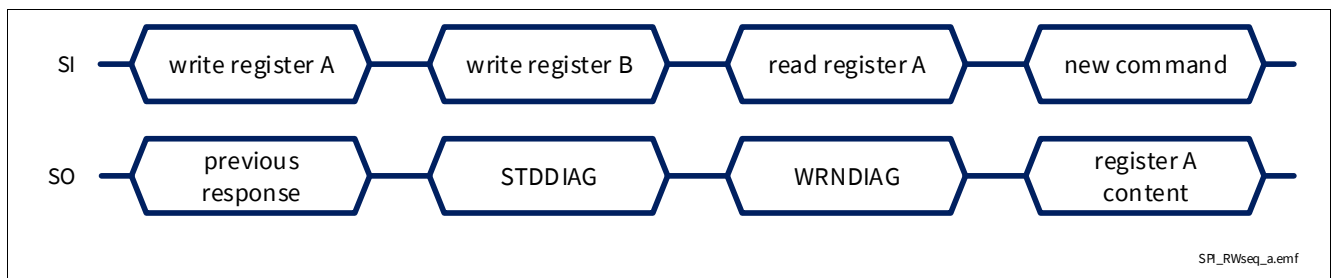 SI
write register A
write register B
read register A
new command
SO
previous
response
STDDIAG
WRNDIAG
register A
content
SPI_RWseq_a.emf